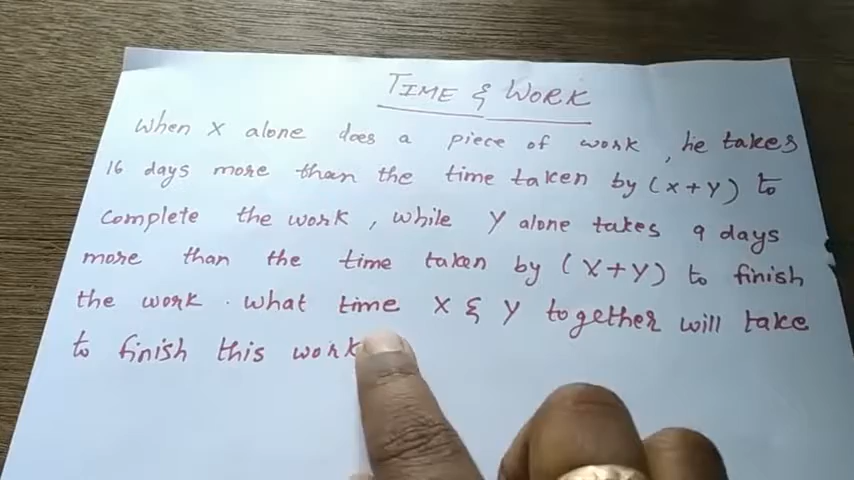 TIME & WORK
When X alone does a piece of work, he takes
16 days more than the time taken by (X+Y) to
complete the work, while Y alone takes 9 days
more than the time taken by (X+Y) to finish
the work. what time X & Y together will take
to finish this work